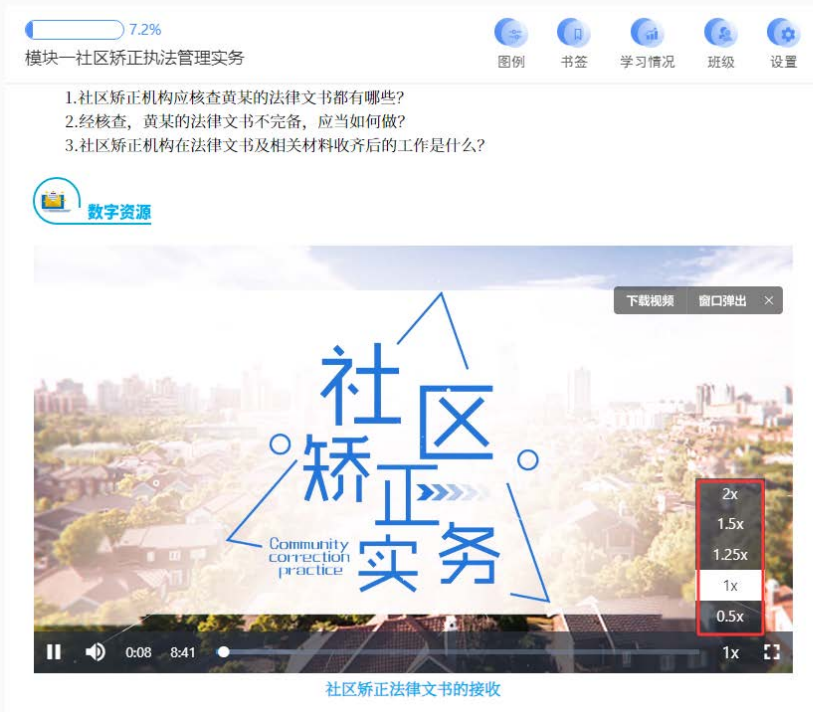 7.2%
模块一社区矫正执法管理实务
图例 书签 学习情况 班级 设置
1.社区矫正机构应核查黄某的法律文书都有哪些?
2.经核查，黄某的法律文书不完备，应当如何做?
3.社区矫正机构在法律文书及相关材料收齐后的工作是什么?
数字资源
下载视频 窗口弹出 ×
社区
矫正
实务
Community
correction
practice
2x
1.5x
1.25x
1x
0.5x
0:08 8:41 1x
社区矫正法律文书的接收